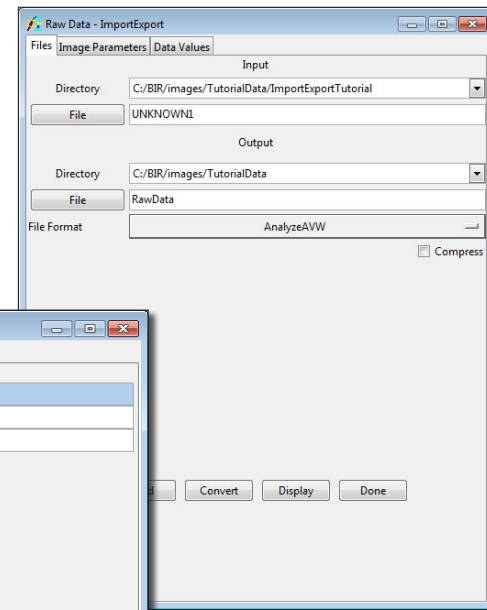 Raw Data - ImportExport
Files Image Parameters Data Values
Input
Directory C:/BIR/images/TutorialData/ImportExportTutorial
File UNKNOWN1
Output
Directory C:/BIR/images/TutorialData
File RawData
File Format AnalyzeAVW
Compress
Convert Display Done